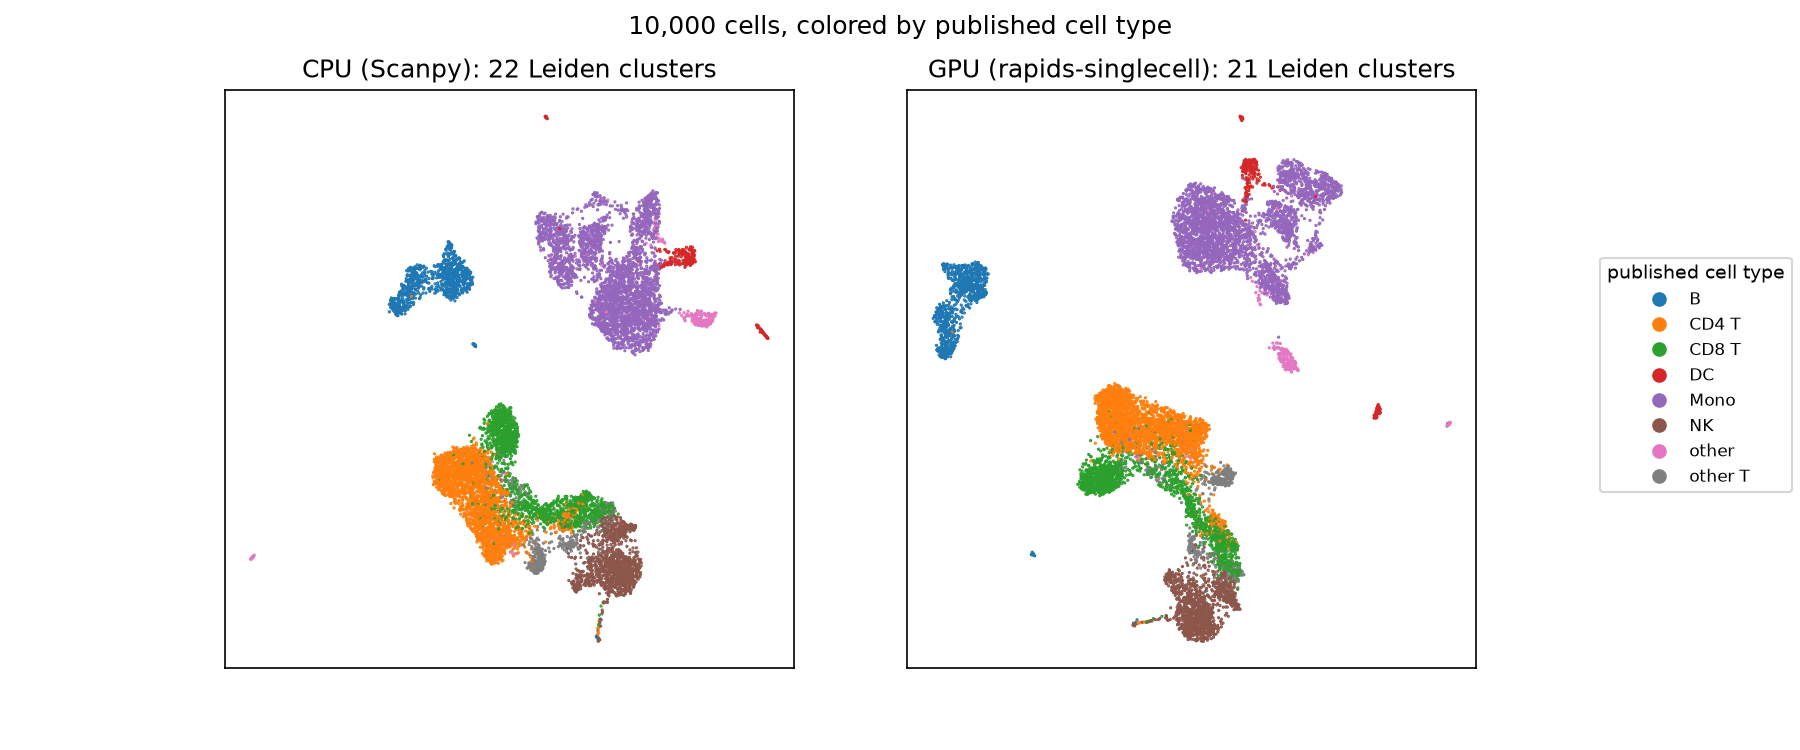 10,000 cells, colored by published cell type
CPU (Scanpy): 22 Leiden clusters
GPU (rapids-singlecell): 21 Leiden clusters
published cell type
B
CD4 T
CD8 T
DC
Mono
NK
other
other T